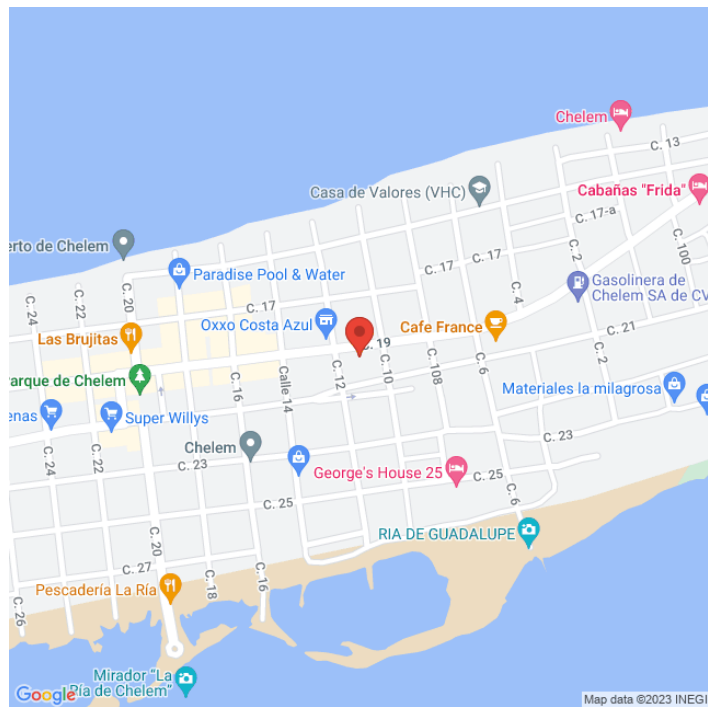 Chelem
C. 13
Casa de Valores (VHC)
Cabañas "Frida"
C. 17-a
erto de Chelem
C. 2
C. 100
C. 24
C. 22
C. 20
Paradise Pool & Water
C. 17
C. 4
Gasolinera de
Chelem SA de CV
C. 17
Oxxo Costa Azul
Cafe France
C. 21
Las Brujitas
C. 19
C. 6
C. 2
Parque de Chelem
C. 16
Calle 14
C. 12
C. 10
C. 108
Materiales la milagrosa
enas
Super Willys
C. 24
C. 22
Chelem
C. 23
C. 23
George's House 25
C. 25
C. 25
C. 6
RIA DE GUADALUPE
C. 20
C. 27
Pescadería La Ría
C. 18
C. 16
C. 26
Mirador "La
Ría de Chelem"
Google
Map data ©2023 INEGI